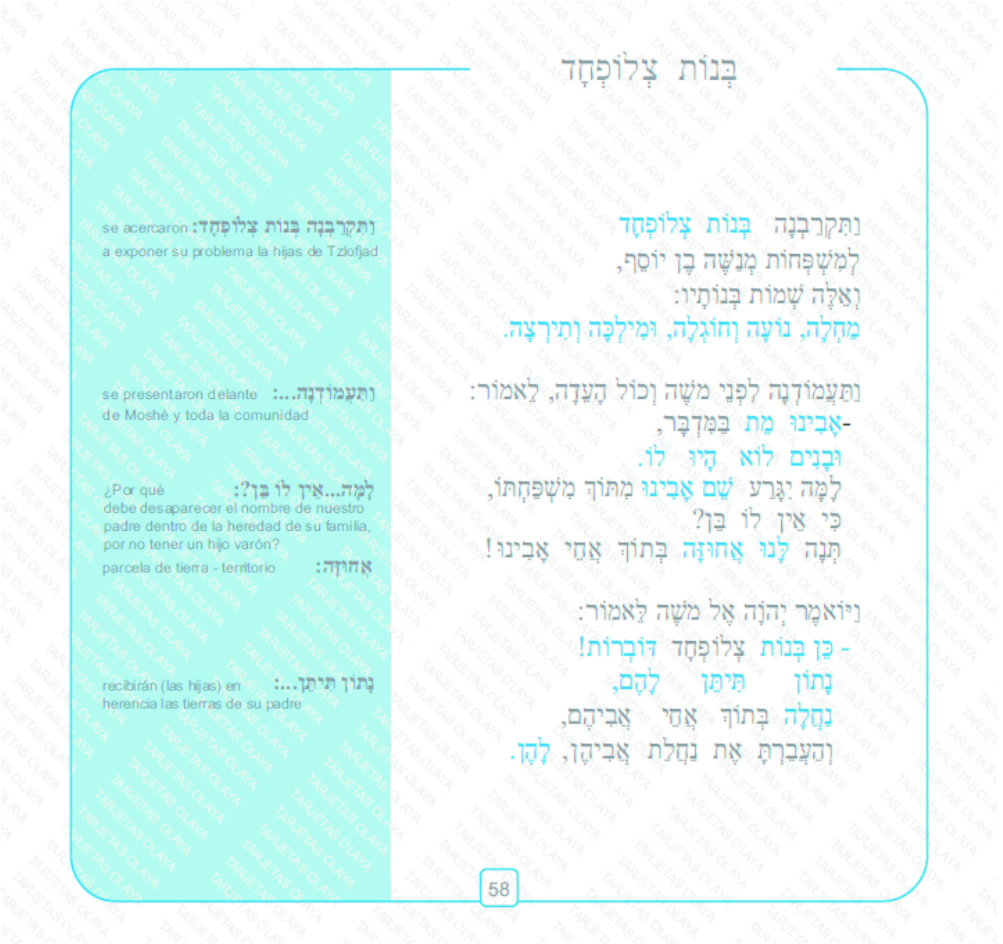 בְּנוֹת צְלוֹפְחָד
וַתִּקְרַבְנָה בְּנוֹת צְלוֹפְחָד
לְמִשְׁפְּחוֹת מְנַשֶּׁה בֶן יוֹסֵף,
וְאֵלֶּה שְׁמוֹת בְּנוֹתָיו:
מַחְלָה, נוֹעָה וְחוֹגְלָה, וּמִילְכָּה וְתִירְצָה.
וַתַּעֲמוֹדְנָה לִפְנֵי משֶׁה וְכוֹל הָעֵדָה, לֵאמוֹר:
-אָבִינוּ מֵת בַּמִּדְבָּר,
וּבָנִים לוֹא הָיוּ לוֹ.
לָמָּה יִגָּרַע שֵׁם אָבִינוּ מִתּוֹךְ מִשְׁפַּחְתּוֹ,
כִּי אֵין לוֹ בֵּן?
תְּנָה לָּנוּ אֲחוּזָּה בְּתוֹךְ אֲחֵי אָבִינוּ!
וַיּוֹאמֶר יְהוָֹה אֶל משֶׁה לֵּאמוֹר:
- כֵּן בְּנוֹת צְלוֹפְחָד דּוֹבְרוֹת!
נָתוֹן תִּיתֵּן לָהֶם,
נַחֲלָה בְּתוֹךְ אֲחֵי אֲבִיהֶם,
וְהַעֲבַרְתָּ אֶת נַחֲלַת אֲבִיהֶן, לָהֶן.
וַתִּקְרַבְנָה בְּנוֹת צְלוֹפְחָד: se acercaron
a exponer su problema la hijas de Tzlofjad
וַתַּעֲמוֹדְנָה...: se presentaron delante
de Moshé y toda la comunidad
לָמָּה...אֵין לוֹ בֵּן?: ¿Por qué
debe desaparecer el nombre de nuestro
padre dentro de la heredad de su familia,
por no tener un hijo varón?
אֲחוּזָּה: parcela de tierra - territorio
נָתוֹן תִּיתֵּן...: recibirán (las hijas) en
herencia las tierras de su padre
58
TARJETAS OLAYA